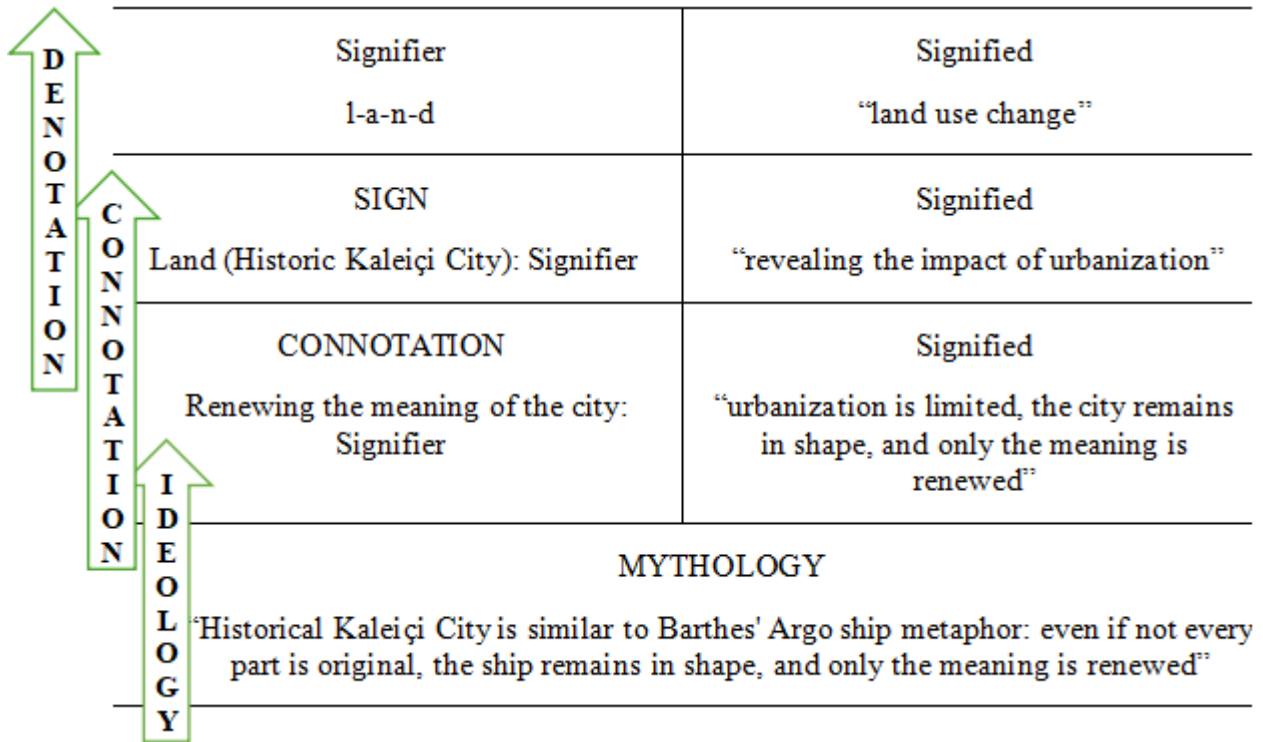 DENOTATION
CONNOTATION
IDEOLOGY
Signifier
Signified
l-a-n-d
“land use change”
SIGN
Signified
Land (Historic Kaleiçi City): Signifier
“revealing the impact of urbanization”
CONNOTATION
Signified
Renewing the meaning of the city:
Signifier
“urbanization is limited, the city remains
in shape, and only the meaning is
renewed”
MYTHOLOGY
“Historical Kaleiçi City is similar to Barthes' Argo ship metaphor: even if not every
part is original, the ship remains in shape, and only the meaning is renewed”